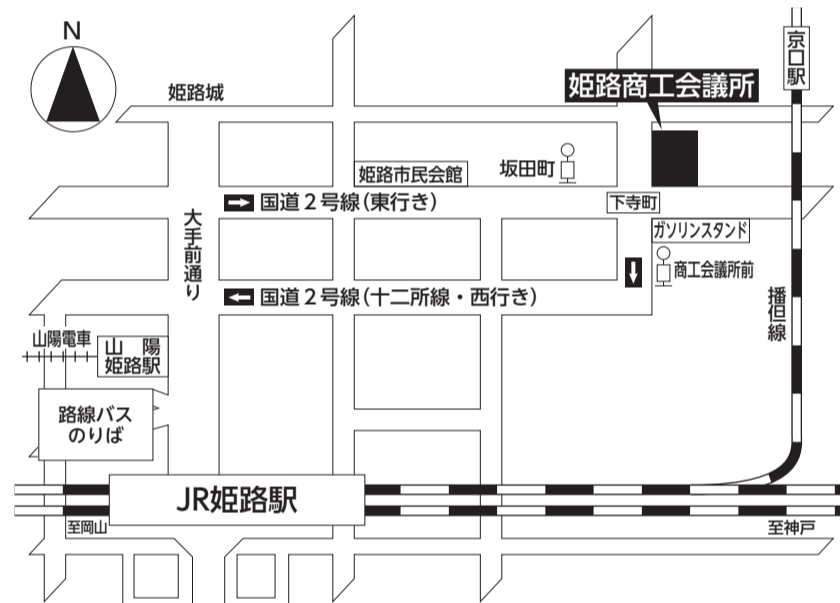 N
姫路城
姫路商工会議所
京口駅
姫路市民会館
坂田町
国道2号線(東行き)
下寺町
ガソリンスタンド
大手前通り
商工会議所前
国道2号線(十二所線・西行き)
播但線
山陽電車
山陽
姫路駅
路線バス
のりば
JR姫路駅
至岡山
至神戸